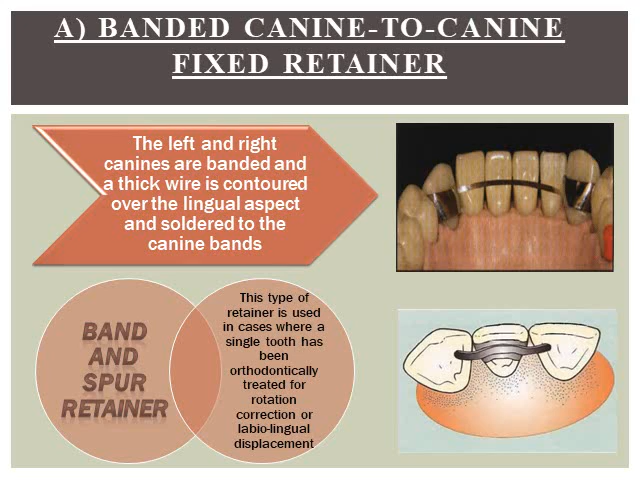 A) BANDED CANINE-TO-CANINE
FIXED RETAINER
The left and right
canines are banded and
a thick wire is contoured
over the lingual aspect
and soldered to the
canine bands
BAND
AND
SPUR
RETAINER
This type of
retainer is used
in cases where a
single tooth has
been
orthodontically
treated for
rotation
correction or
labio-lingual
displacement